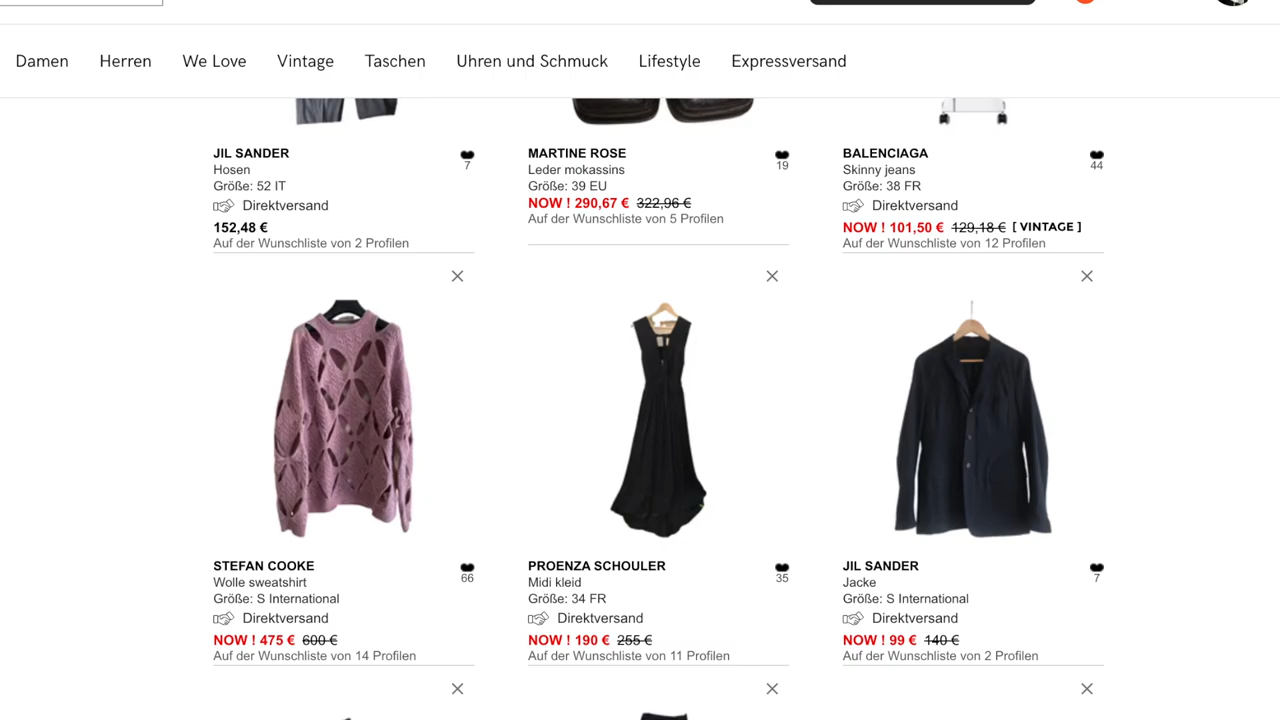 Damen Herren We Love Vintage Taschen Uhren und Schmuck Lifestyle Expressversand
JIL SANDER
7
Hosen
Größe: 52 IT
Direktversand
152,48 €
Auf der Wunschliste von 2 Profilen
MARTINE ROSE
19
Leder mokassins
Größe: 39 EU
NOW ! 290,67 € 322,96 €
Auf der Wunschliste von 5 Profilen
BALENCIAGA
44
Skinny jeans
Größe: 38 FR
Direktversand
NOW ! 101,50 € 129,18 € [ VINTAGE ]
Auf der Wunschliste von 12 Profilen
STEFAN COOKE
66
Wolle sweatshirt
Größe: S International
Direktversand
NOW ! 475 € 600 €
Auf der Wunschliste von 14 Profilen
PROENZA SCHOULER
35
Midi kleid
Größe: 34 FR
Direktversand
NOW ! 190 € 255 €
Auf der Wunschliste von 11 Profilen
JIL SANDER
7
Jacke
Größe: S International
Direktversand
NOW ! 99 € 140 €
Auf der Wunschliste von 2 Profilen